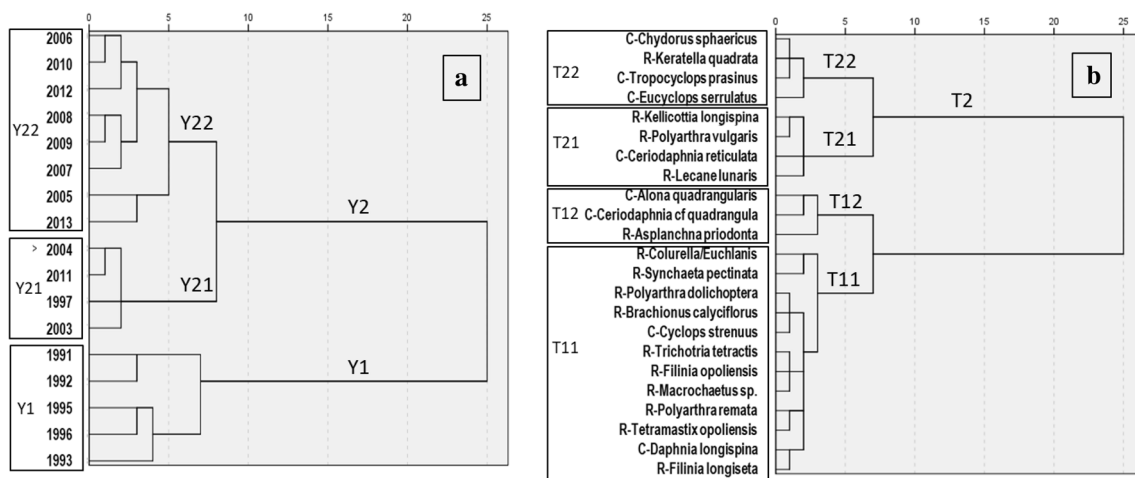 0 5 10 15 20 25
a
Y22
2006
2010
2012
2008
2009
2007
2005
2013
Y22
Y2
Y21
> 2004
2011
1997
2003
Y21
Y1
1991
1992
1995
1996
1993
Y1
0 5 10 15 20 25
b
T22
C-Chydorus sphaericus
R-Keratella quadrata
C-Tropocyclops prasinus
C-Eucyclops serrulatus
T22
T2
T21
R-Kellicottia longispina
R-Polyarthra vulgaris
C-Ceriodaphnia reticulata
R-Lecane lunaris
T21
T12
C-Alona quadrangularis
C-Ceriodaphnia cf quadrangula
R-Asplanchna priodonta
T12
T11
R-Colurella/Euchlanis
R-Synchaeta pectinata
R-Polyarthra dolichoptera
R-Brachionus calyciflorus
C-Cyclops strenuus
R-Trichotria tetractis
R-Filinia opoliensis
R-Macrochaetus sp.
R-Polyarthra remata
R-Tetramastix opoliensis
C-Daphnia longispina
R-Filinia longiseta
T11